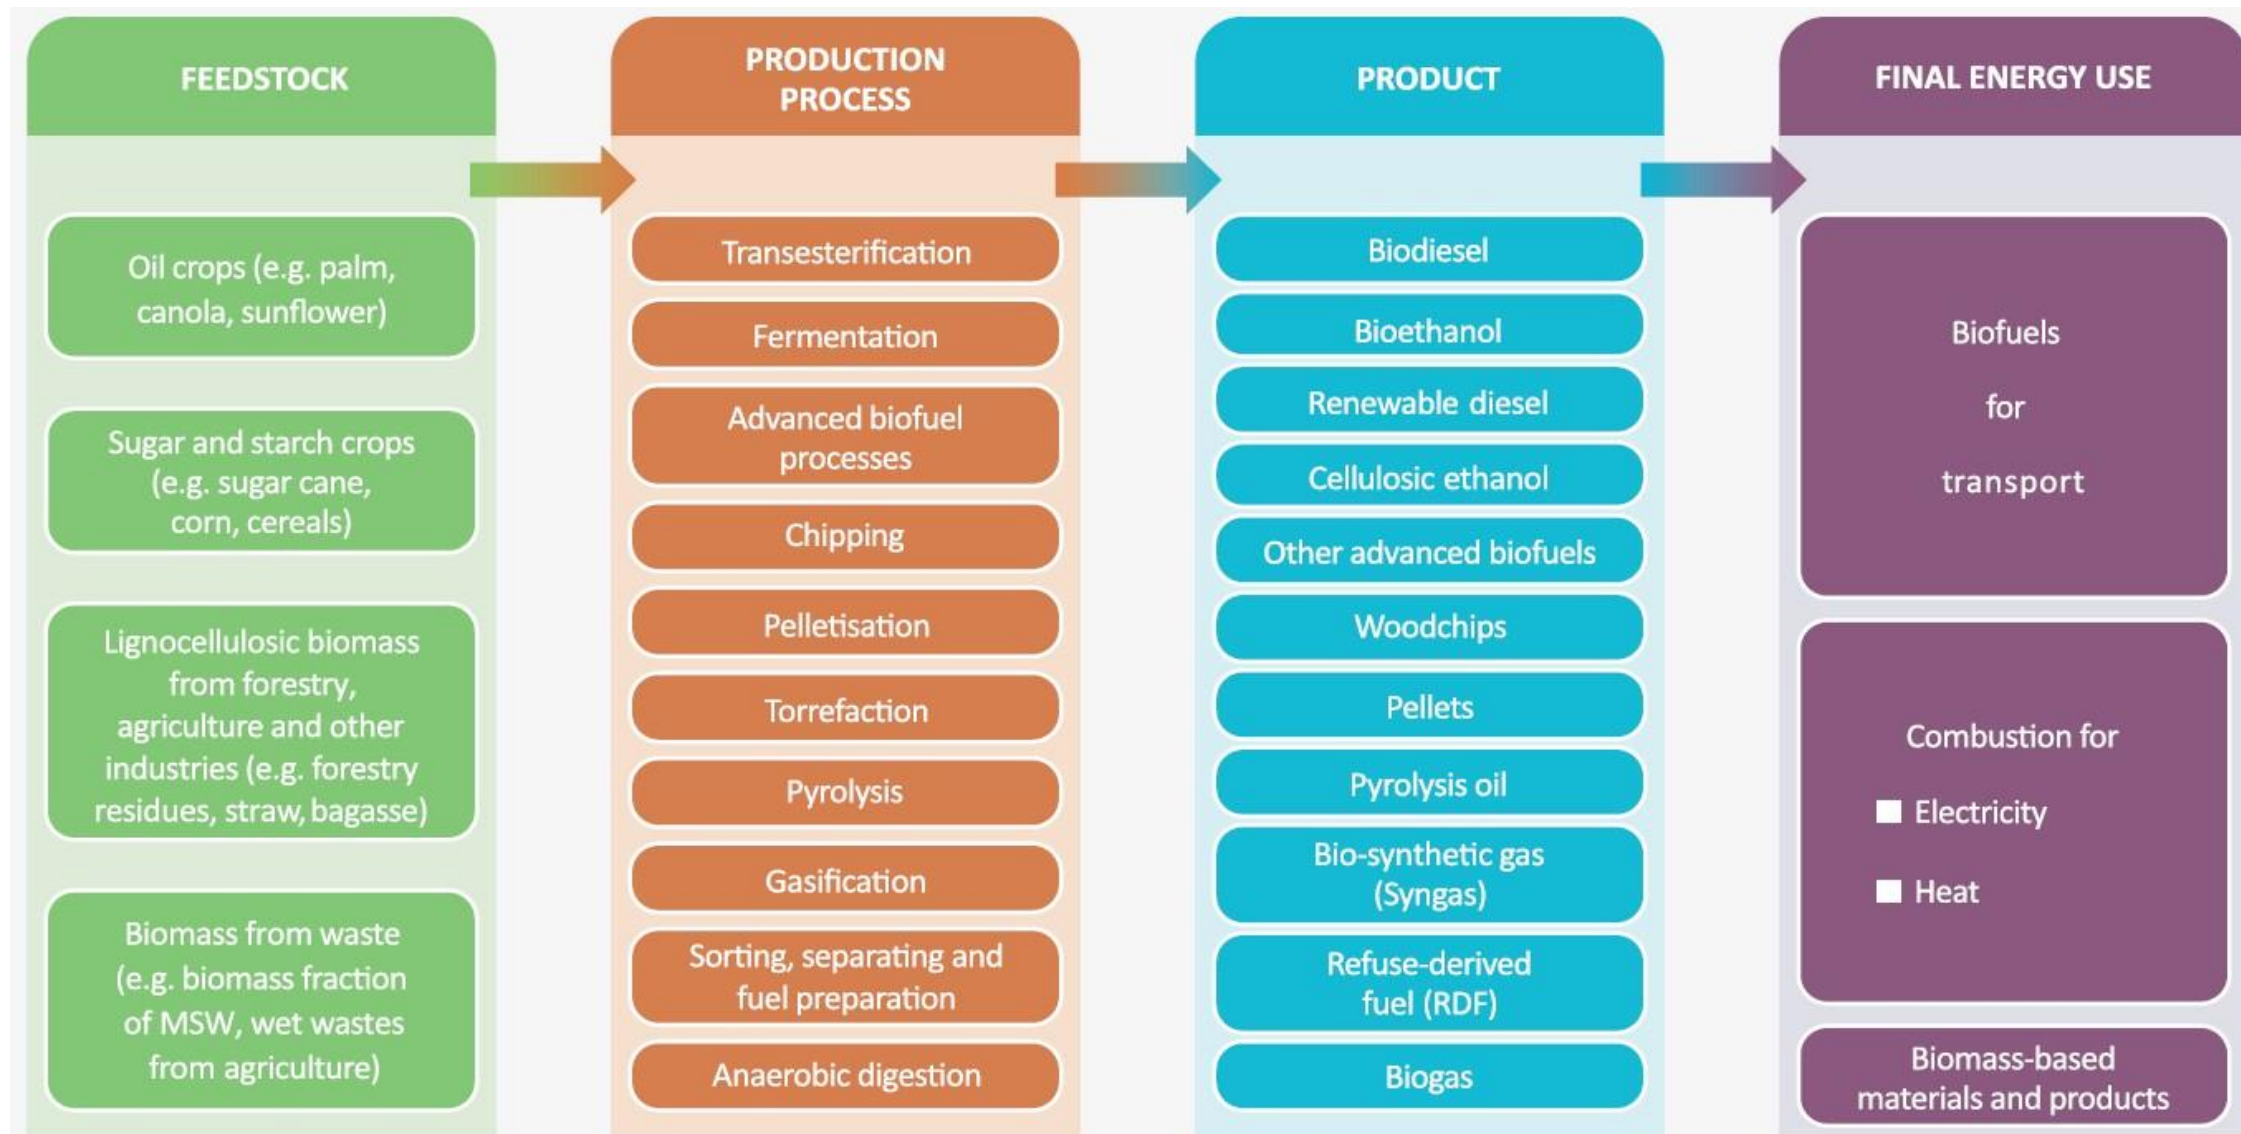 FEEDSTOCK
Oil crops (e.g. palm,
canola, sunflower)
Sugar and starch crops
(e.g. sugar cane,
corn, cereals)
Lignocellulosic biomass
from forestry,
agriculture and other
industries (e.g. forestry
residues, straw, bagasse)
Biomass from waste
(e.g. biomass fraction
of MSW, wet wastes
from agriculture)
PRODUCTION
PROCESS
Transesterification
Fermentation
Advanced biofuel
processes
Chipping
Pelletisation
Torrefaction
Pyrolysis
Gasification
Sorting, separating and
fuel preparation
Anaerobic digestion
PRODUCT
Biodiesel
Bioethanol
Renewable diesel
Cellulosic ethanol
Other advanced biofuels
Woodchips
Pellets
Pyrolysis oil
Bio-synthetic gas
(Syngas)
Refuse-derived
fuel (RDF)
Biogas
FINAL ENERGY USE
Biofuels
for
transport
Combustion for
Electricity
Heat
Biomass-based
materials and products